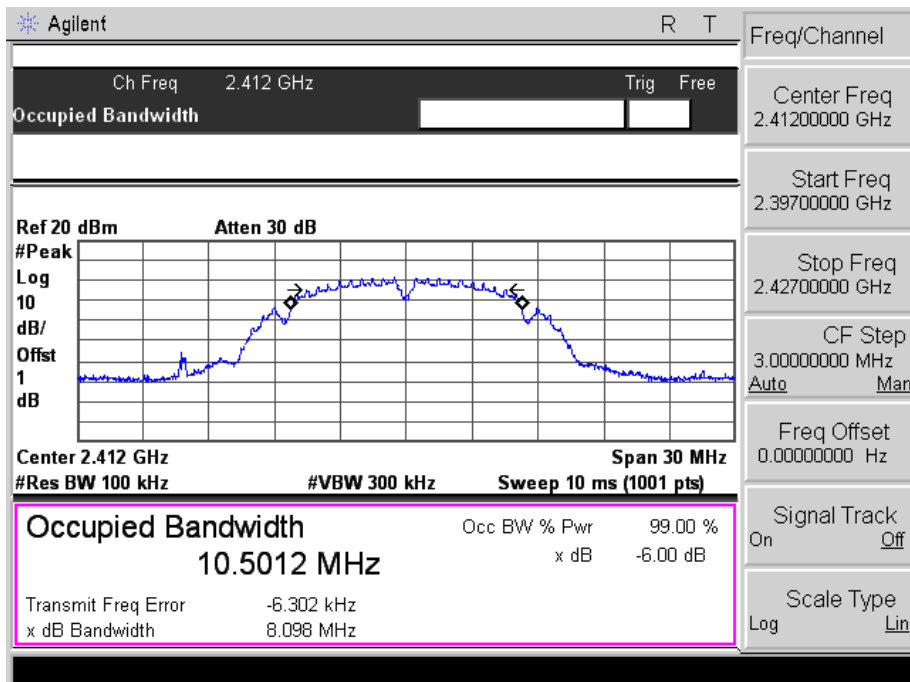 Agilent R T
Ch Freq 2.412 GHz Trig Free
Occupied Bandwidth
Ref 20 dBm Atten 30 dB
#Peak
Log
10
dB/
Offst
1
dB
Center 2.412 GHz Span 30 MHz
#Res BW 100 kHz #VBW 300 kHz Sweep 10 ms (1001 pts)
Occupied Bandwidth
10.5012 MHz
Occ BW % Pwr 99.00 %
x dB -6.00 dB
Transmit Freq Error -6.302 kHz
x dB Bandwidth 8.098 MHz
Freq/Channel
Center Freq
2.41200000 GHz
Start Freq
2.39700000 GHz
Stop Freq
2.42700000 GHz
CF Step
3.00000000 MHz
Auto Man
Freq Offset
0.00000000 Hz
Signal Track
On Off
Scale Type
Log Lin